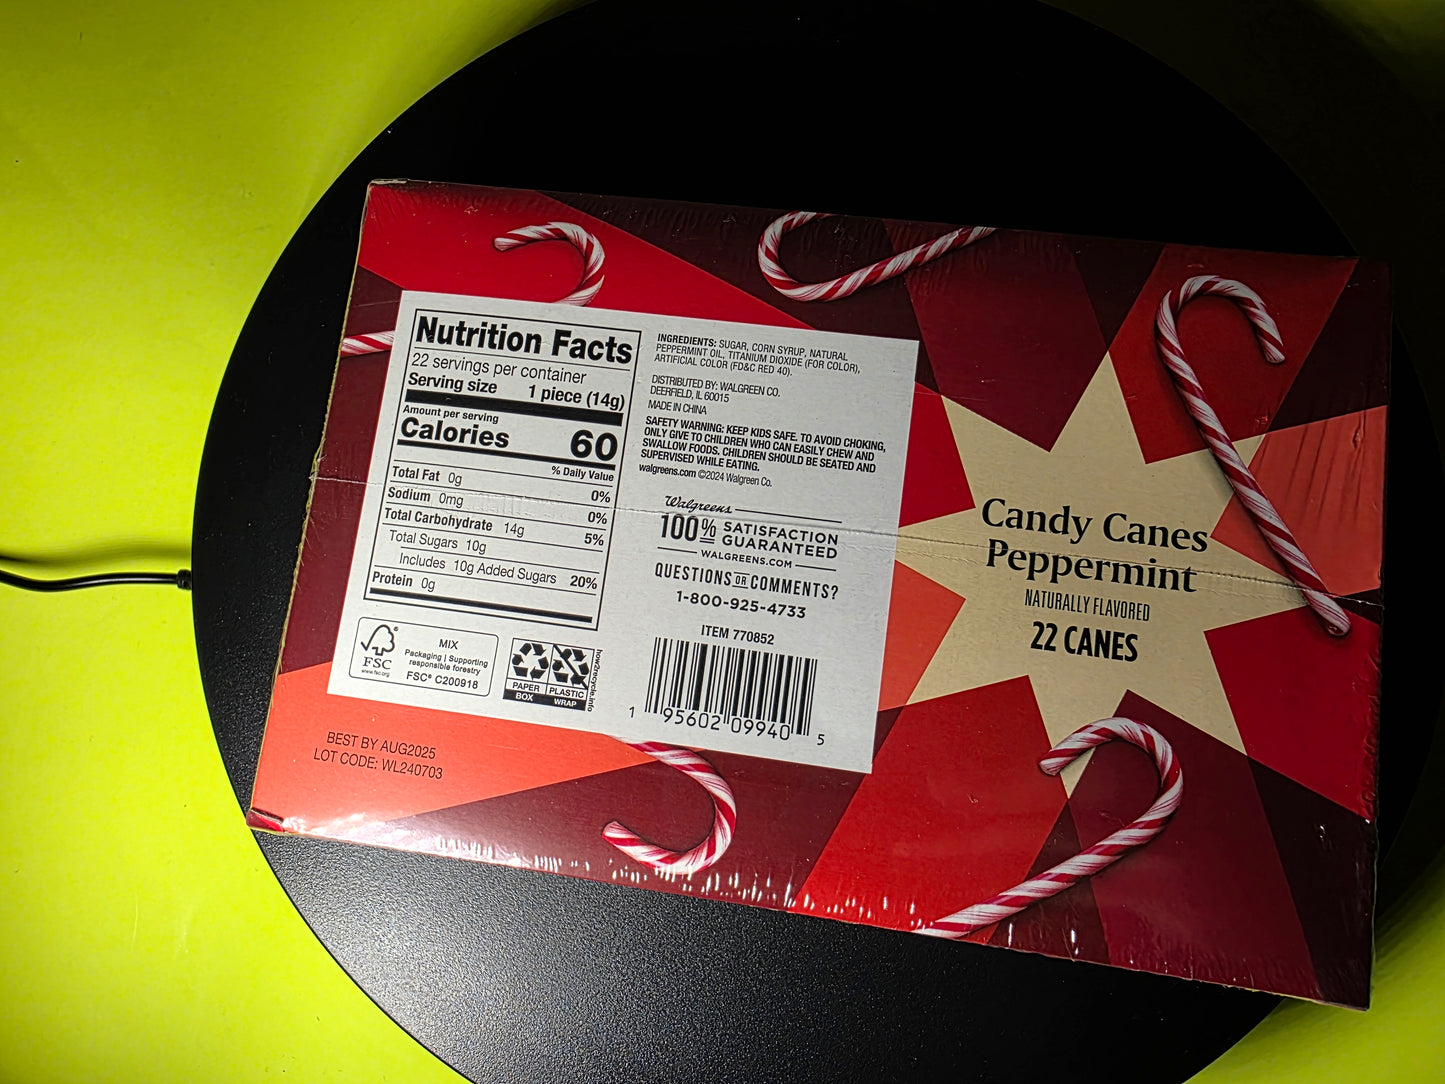 Nutrition Facts
22 servings per container
Serving size 1 piece (14g)
Amount per serving
Calories 60
% Daily Value
Total Fat 0g 0%
Sodium 0mg 0%
Total Carbohydrate 14g 5%
Total Sugars 10g
Includes 10g Added Sugars 20%
Protein 0g
FSC
www.fsc.org
MIX
Packaging | Supporting
responsible forestry
FSC® C200918
PAPER
BOX
PLASTIC
WRAP
how2recycle.info
INGREDIENTS: SUGAR, CORN SYRUP, NATURAL
PEPPERMINT OIL, TITANIUM DIOXIDE (FOR COLOR),
ARTIFICIAL COLOR (FD&C RED 40).
DISTRIBUTED BY: WALGREEN CO.
DEERFIELD, IL 60015
MADE IN CHINA
SAFETY WARNING: KEEP KIDS SAFE. TO AVOID CHOKING,
ONLY GIVE TO CHILDREN WHO CAN EASILY CHEW AND
SWALLOW FOODS. CHILDREN SHOULD BE SEATED AND
SUPERVISED WHILE EATING.
walgreens.com ©2024 Walgreen Co.
Walgreens
100% SATISFACTION
GUARANTEED
WALGREENS.COM
QUESTIONS OR COMMENTS?
1-800-925-4733
ITEM 770852
1 95602 09940 5
BEST BY AUG2025
LOT CODE: WL240703
Candy Canes
Peppermint
NATURALLY FLAVORED
22 CANES